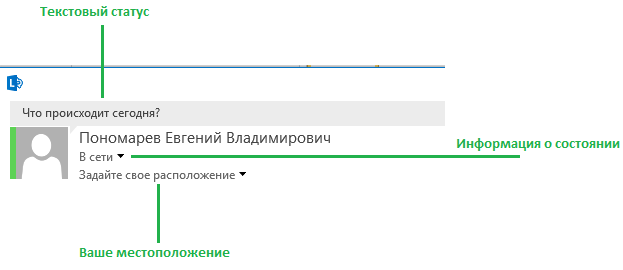 Текстовый статус
Что происходит сегодня?
Пономарев Евгений Владимирович
В сети
Информация о состоянии
Задайте свое расположение
Ваше местоположение